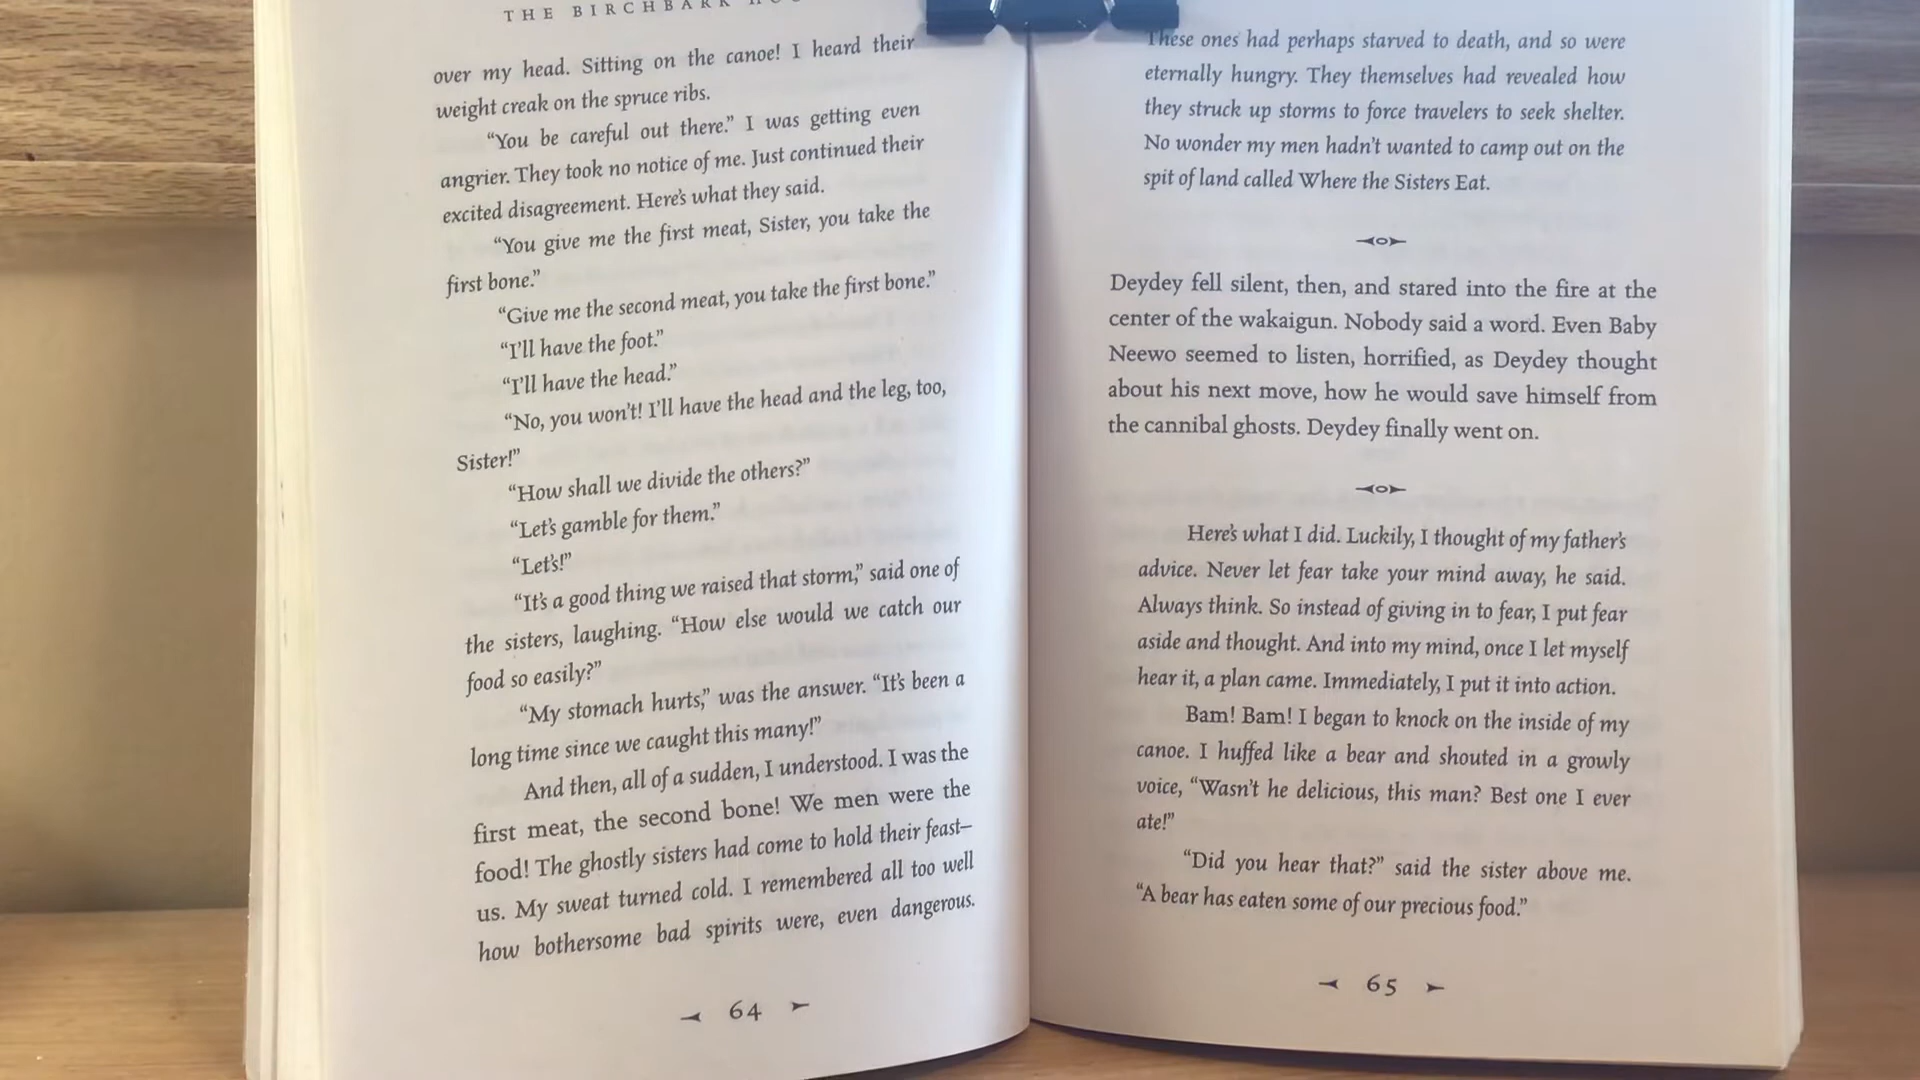 THE BIRCHBARK
over my head. Sitting on the canoe! I heard their
weight creak on the spruce ribs.
“You be careful out there.” I was getting even
angrier. They took no notice of me. Just continued their
excited disagreement. Here’s what they said.
“You give me the first meat, Sister, you take the
first bone.”
“Give me the second meat, you take the first bone.”
“I’ll have the foot.”
“I’ll have the head.”
“No, you won’t! I’ll have the head and the leg, too,
Sister!”
“How shall we divide the others?”
“Let’s gamble for them.”
“Let’s!”
“It’s a good thing we raised that storm,” said one of
the sisters, laughing. “How else would we catch our
food so easily?”
“My stomach hurts,” was the answer. “It’s been a
long time since we caught this many!”
And then, all of a sudden, I understood. I was the
first meat, the second bone! We men were the
food! The ghostly sisters had come to hold their feast–
us. My sweat turned cold. I remembered all too well
how bothersome bad spirits were, even dangerous.
64
These ones had perhaps starved to death, and so were
eternally hungry. They themselves had revealed how
they struck up storms to force travelers to seek shelter.
No wonder my men hadn’t wanted to camp out on the
spit of land called Where the Sisters Eat.
Deydey fell silent, then, and stared into the fire at the
center of the wakaigun. Nobody said a word. Even Baby
Neewo seemed to listen, horrified, as Deydey thought
about his next move, how he would save himself from
the cannibal ghosts. Deydey finally went on.
Here’s what I did. Luckily, I thought of my father’s
advice. Never let fear take your mind away, he said.
Always think. So instead of giving in to fear, I put fear
aside and thought. And into my mind, once I let myself
hear it, a plan came. Immediately, I put it into action.
Bam! Bam! I began to knock on the inside of my
canoe. I huffed like a bear and shouted in a growly
voice, “Wasn’t he delicious, this man? Best one I ever
ate!”
“Did you hear that?” said the sister above me.
“A bear has eaten some of our precious food.”
65